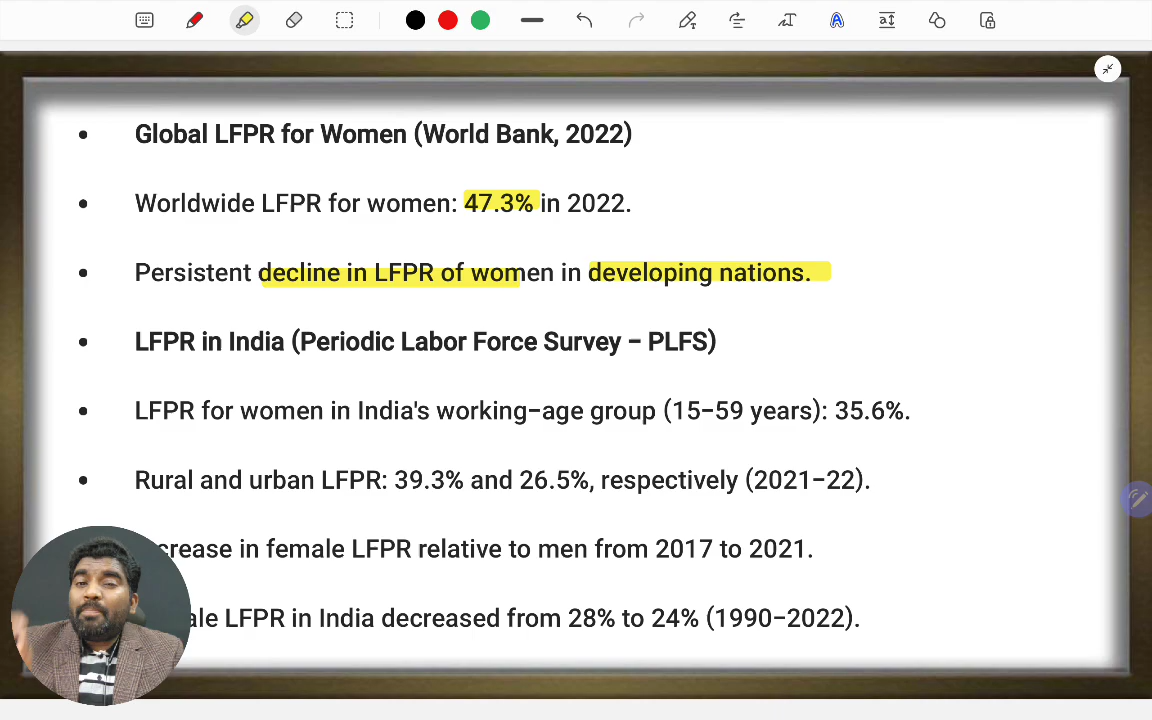 • Global LFPR for Women (World Bank, 2022)
• Worldwide LFPR for women: 47.3% in 2022.
• Persistent decline in LFPR of women in developing nations.
• LFPR in India (Periodic Labor Force Survey – PLFS)
• LFPR for women in India's working–age group (15–59 years): 35.6%.
• Rural and urban LFPR: 39.3% and 26.5%, respectively (2021–22).
in female LFPR relative to men from 2017 to 2021.
LFPR in India decreased from 28% to 24% (1990–2022).